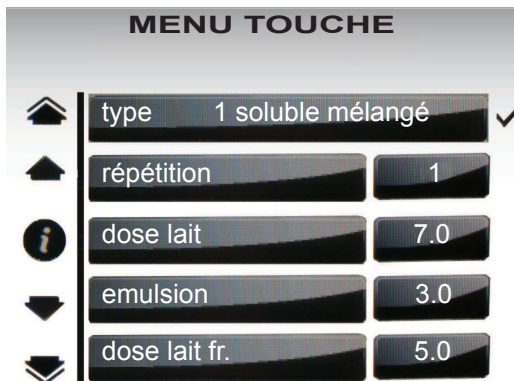 MENU TOUCHE
type 1 soluble mélangé
répétition 1
i
dose lait 7.0
emulsion 3.0
dose lait fr. 5.0